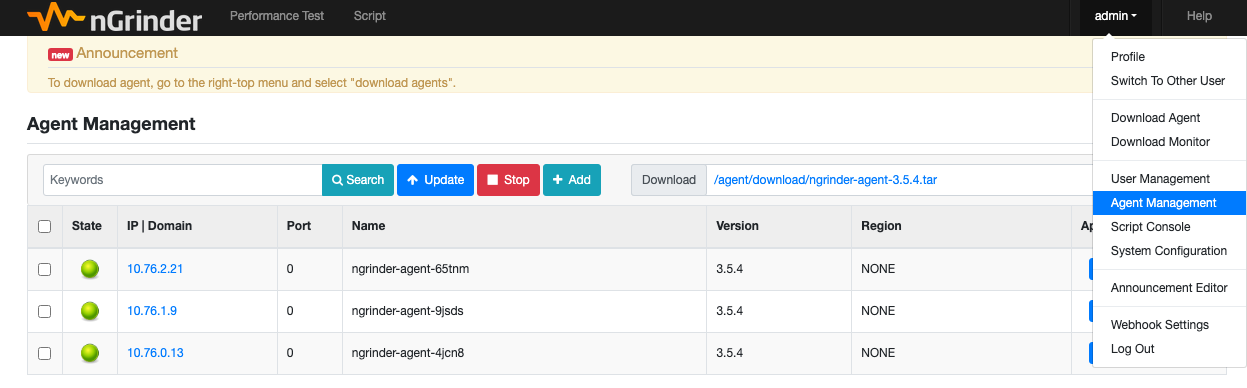 nGrinder Performance Test Script admin Help
new Announcement
To download agent, go to the right-top menu and select "download agents".
Agent Management
Keywords Search Update Stop Add Download /agent/download/ngrinder-agent-3.5.4.tar
State IP | Domain Port Name Version Region
10.76.2.21 0 ngrinder-agent-65tnm 3.5.4 NONE
10.76.1.9 0 ngrinder-agent-9jsds 3.5.4 NONE
10.76.0.13 0 ngrinder-agent-4jcn8 3.5.4 NONE
Profile
Switch To Other User
Download Agent
Download Monitor
User Management
Agent Management
Script Console
System Configuration
Announcement Editor
Webhook Settings
Log Out